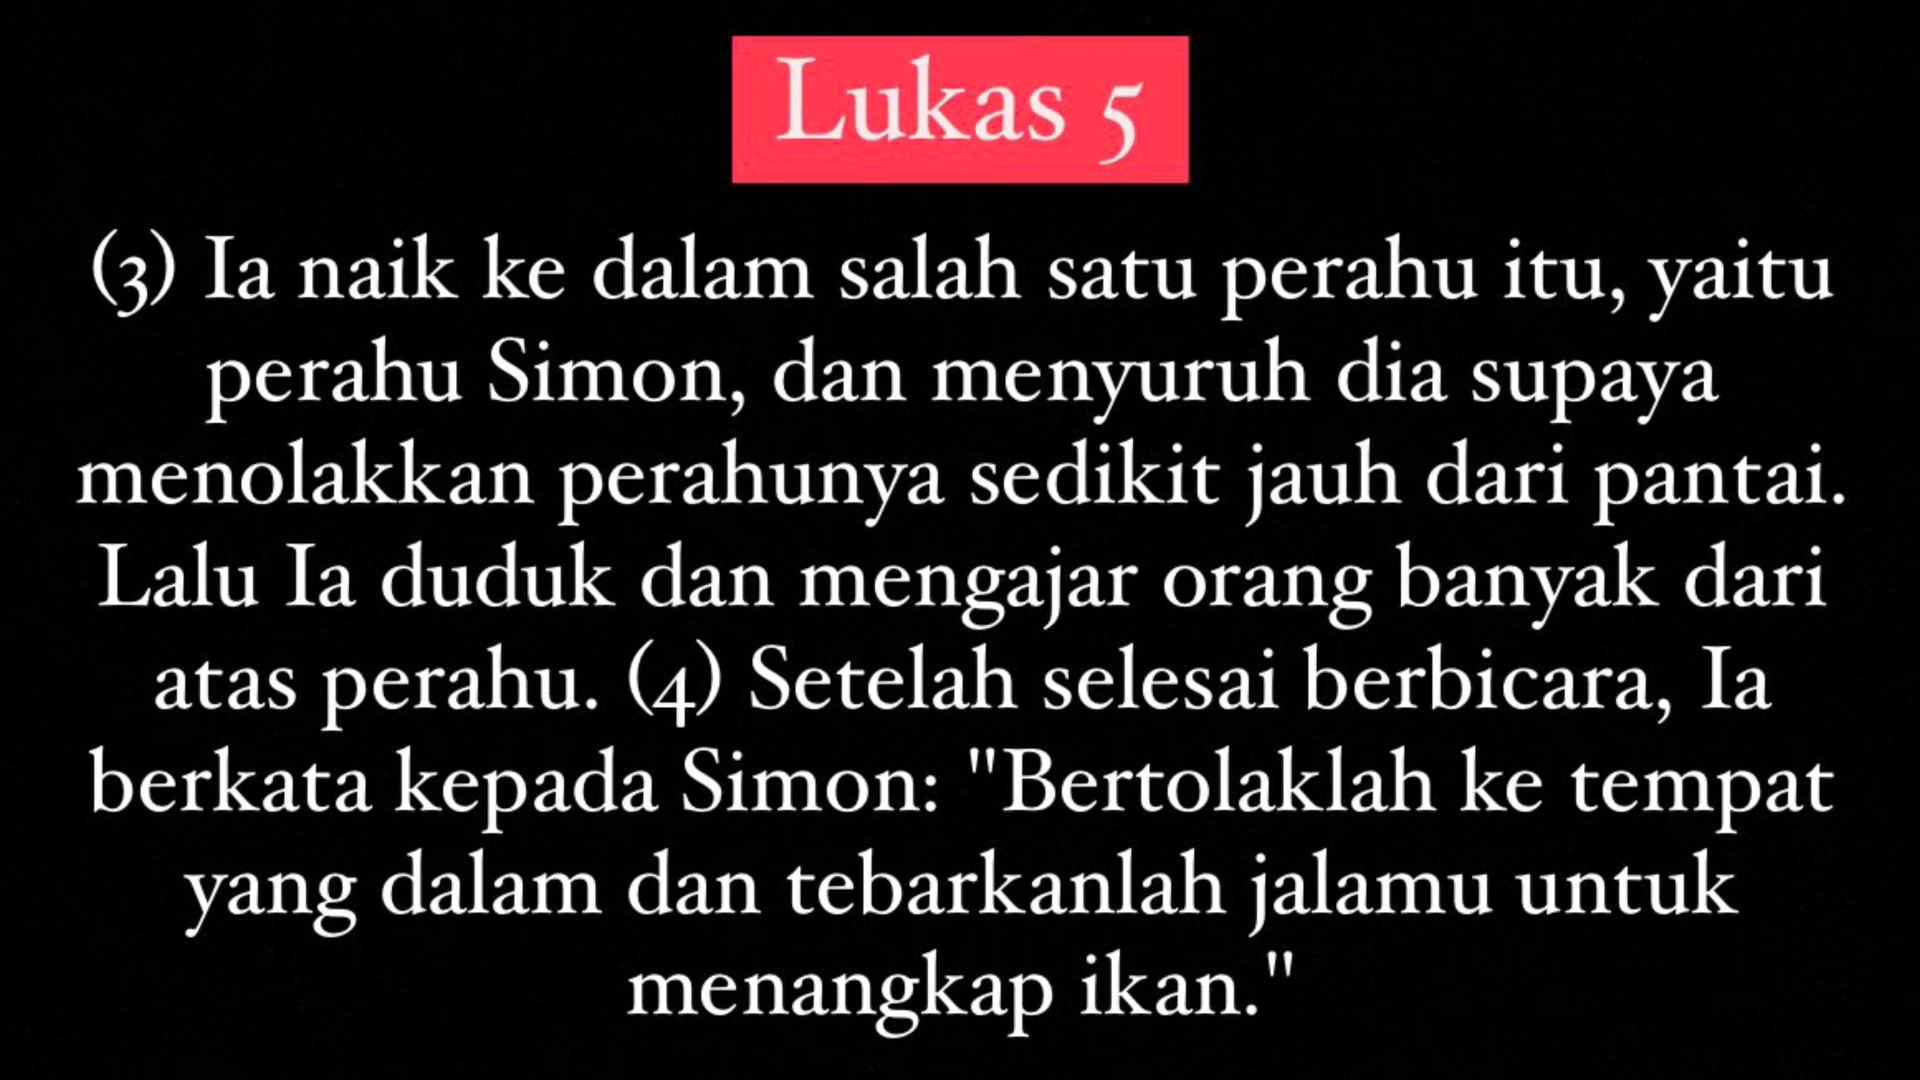 Lukas 5
(3) Ia naik ke dalam salah satu perahu itu, yaitu
perahu Simon, dan menyuruh dia supaya
menolakkan perahunya sedikit jauh dari pantai.
Lalu Ia duduk dan mengajar orang banyak dari
atas perahu. (4) Setelah selesai berbicara, Ia
berkata kepada Simon: "Bertolaklah ke tempat
yang dalam dan tebarkanlah jalamu untuk
menangkap ikan."